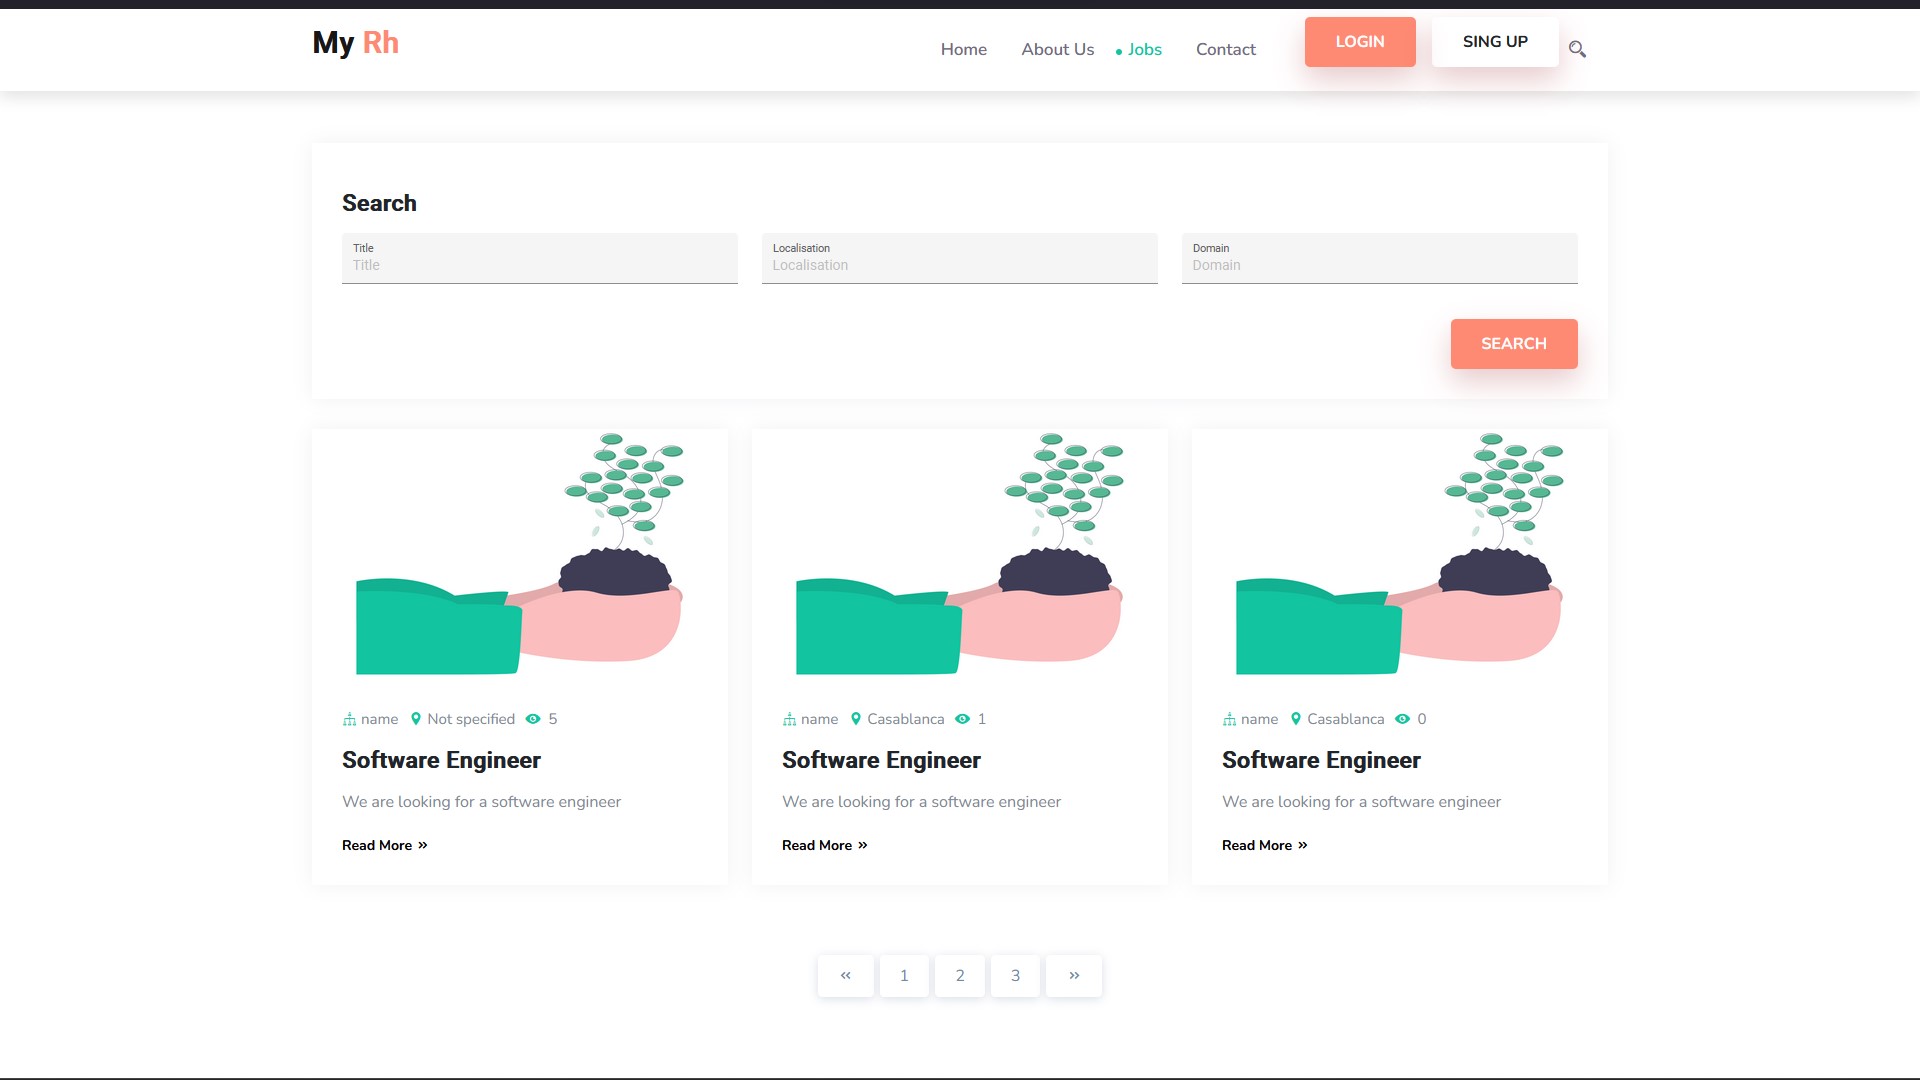 My Rh
Home About Us Jobs Contact LOGIN SING UP
Search
Title Localisation Domain
Title Localisation Domain
SEARCH
name Not specified 5
Software Engineer
We are looking for a software engineer
Read More »
name Casablanca 1
Software Engineer
We are looking for a software engineer
Read More »
name Casablanca 0
Software Engineer
We are looking for a software engineer
Read More »
« 1 2 3 »